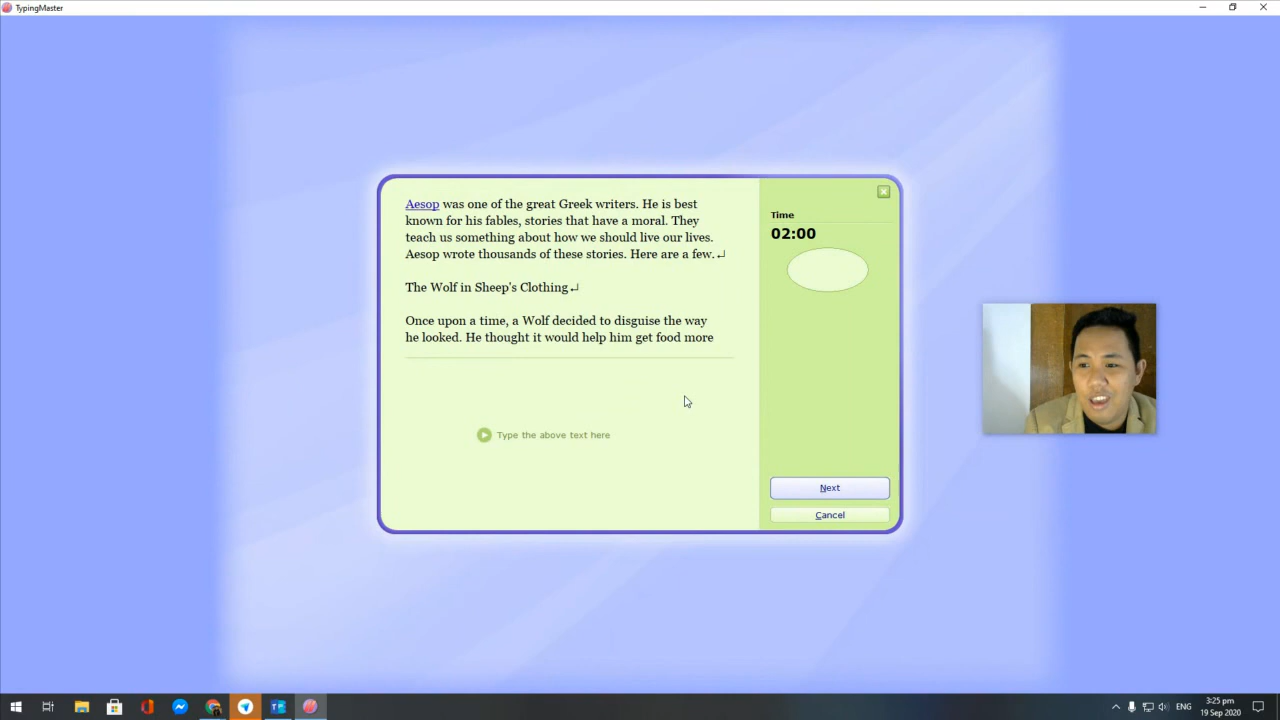 TypingMaster
Aesop was one of the great Greek writers. He is best
known for his fables, stories that have a moral. They
teach us something about how we should live our lives.
Aesop wrote thousands of these stories. Here are a few.↵
The Wolf in Sheep's Clothing↵
Once upon a time, a Wolf decided to disguise the way
he looked. He thought it would help him get food more
Type the above text here
Time
02:00
Next
Cancel
ENG
3:25 pm
19 Sep 2020